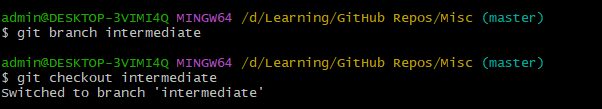 admin@DESKTOP-3VIMI4Q MINGW64 /d/Learning/GitHub Repos/Misc (master)
$ git branch intermediate
admin@DESKTOP-3VIMI4Q MINGW64 /d/Learning/GitHub Repos/Misc (master)
$ git checkout intermediate
Switched to branch 'intermediate'